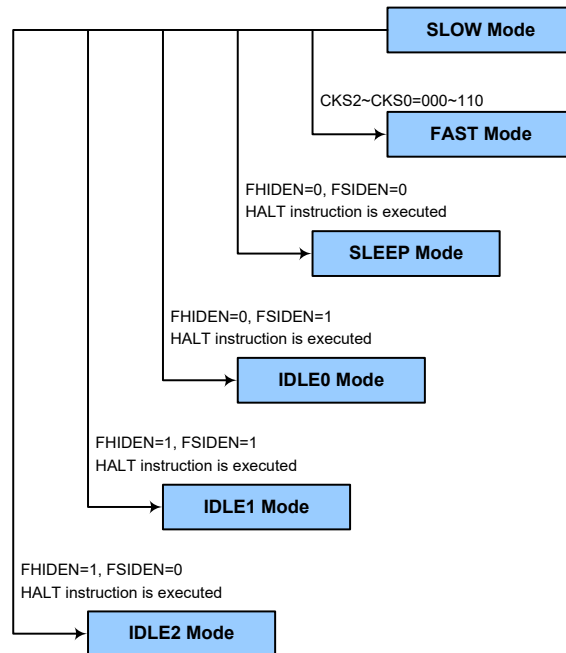 SLOW Mode
CKS2~CKS0=000~110
FAST Mode
FHIDEN=0, FSIDEN=0
HALT instruction is executed
SLEEP Mode
FHIDEN=0, FSIDEN=1
HALT instruction is executed
IDLE0 Mode
FHIDEN=1, FSIDEN=1
HALT instruction is executed
IDLE1 Mode
FHIDEN=1, FSIDEN=0
HALT instruction is executed
IDLE2 Mode